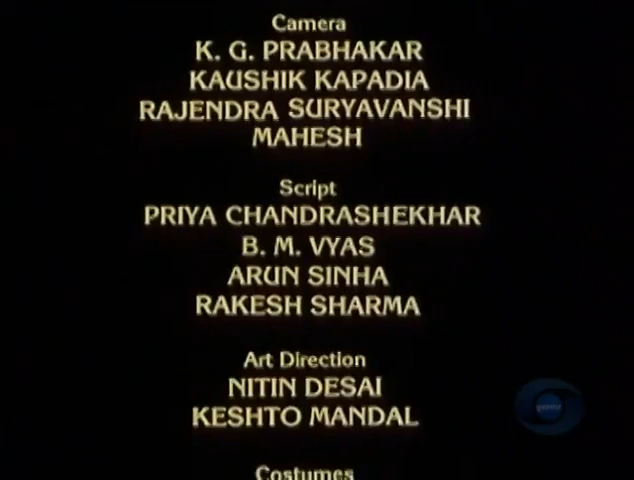 Camera
K. G. PRABHAKAR
KAUSHIK KAPADIA
RAJENDRA SURYAVANSHI
MAHESH
Script
PRIYA CHANDRASHEKHAR
B. M. VYAS
ARUN SINHA
RAKESH SHARMA
Art Direction
NITIN DESAI
KESHTO MANDAL
Costumes